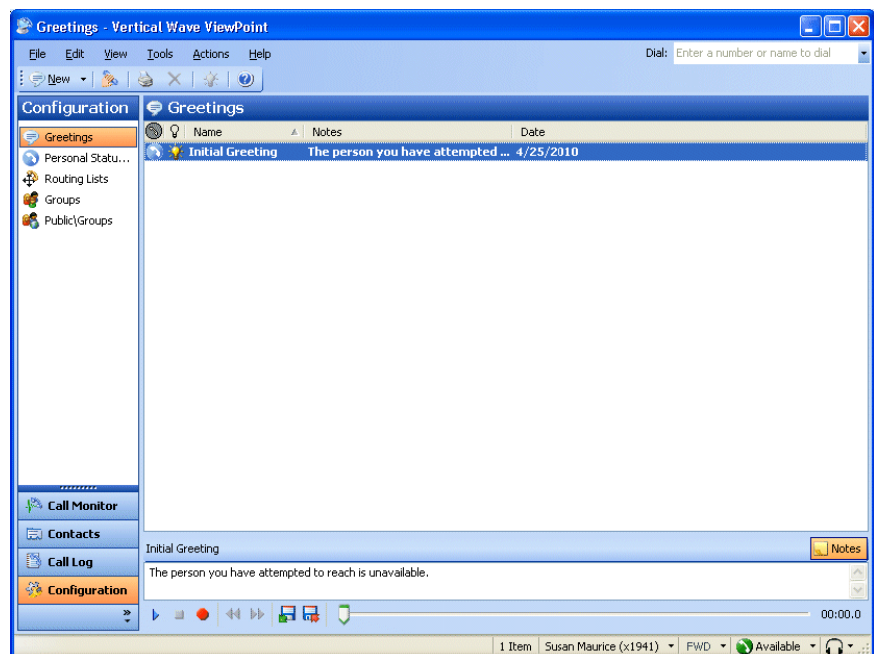 Greetings - Vertical Wave ViewPoint
File Edit View Tools Actions Help Dial: Enter a number or name to dial
New
Configuration Greetings
Name Notes Date
Greetings
Initial Greeting The person you have attempted ... 4/25/2010
Personal Statu...
Routing Lists
Groups
Public\Groups
Call Monitor
Contacts
Call Log
Configuration
Initial Greeting Notes
The person you have attempted to reach is unavailable.
00:00.0
1 Item Susan Maurice (x1941) FWD Available